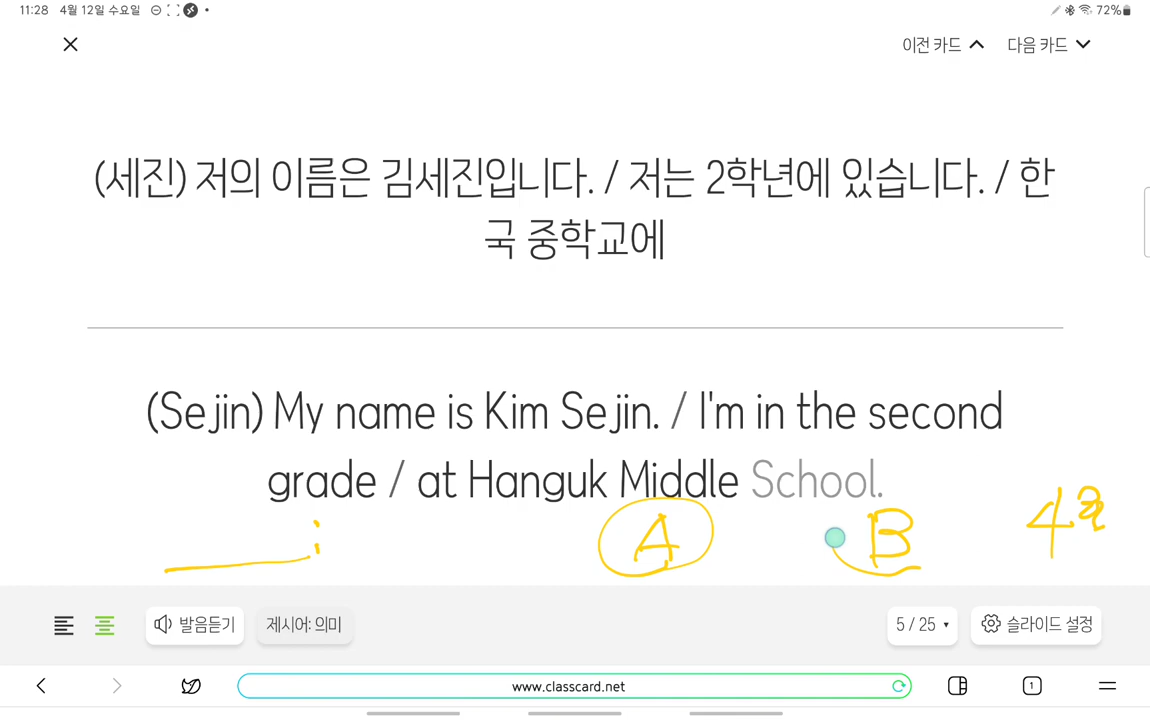 11:28 4월 12일 수요일
72%
이전 카드 다음 카드
(세진) 저의 이름은 김세진입니다. / 저는 2학년에 있습니다. / 한
국 중학교에
(Sejin) My name is Kim Sejin. / I'm in the second
grade / at Hanguk Middle School.
A B
발음듣기 제시어: 의미 5 / 25 슬라이드 설정
www.classcard.net
1